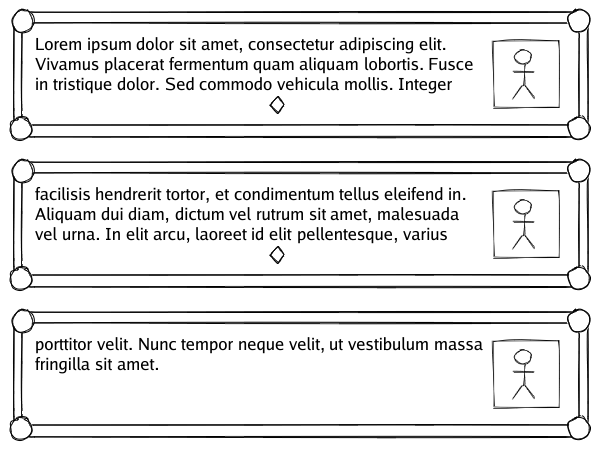 Lorem ipsum dolor sit amet, consectetur adipiscing elit.
Vivamus placerat fermentum quam aliquam lobortis. Fusce
in tristique dolor. Sed commodo vehicula mollis. Integer
facilisis hendrerit tortor, et condimentum tellus eleifend in.
Aliquam dui diam, dictum vel rutrum sit amet, malesuada
vel urna. In elit arcu, laoreet id elit pellentesque, varius
porttitor velit. Nunc tempor neque velit, ut vestibulum massa
fringilla sit amet.